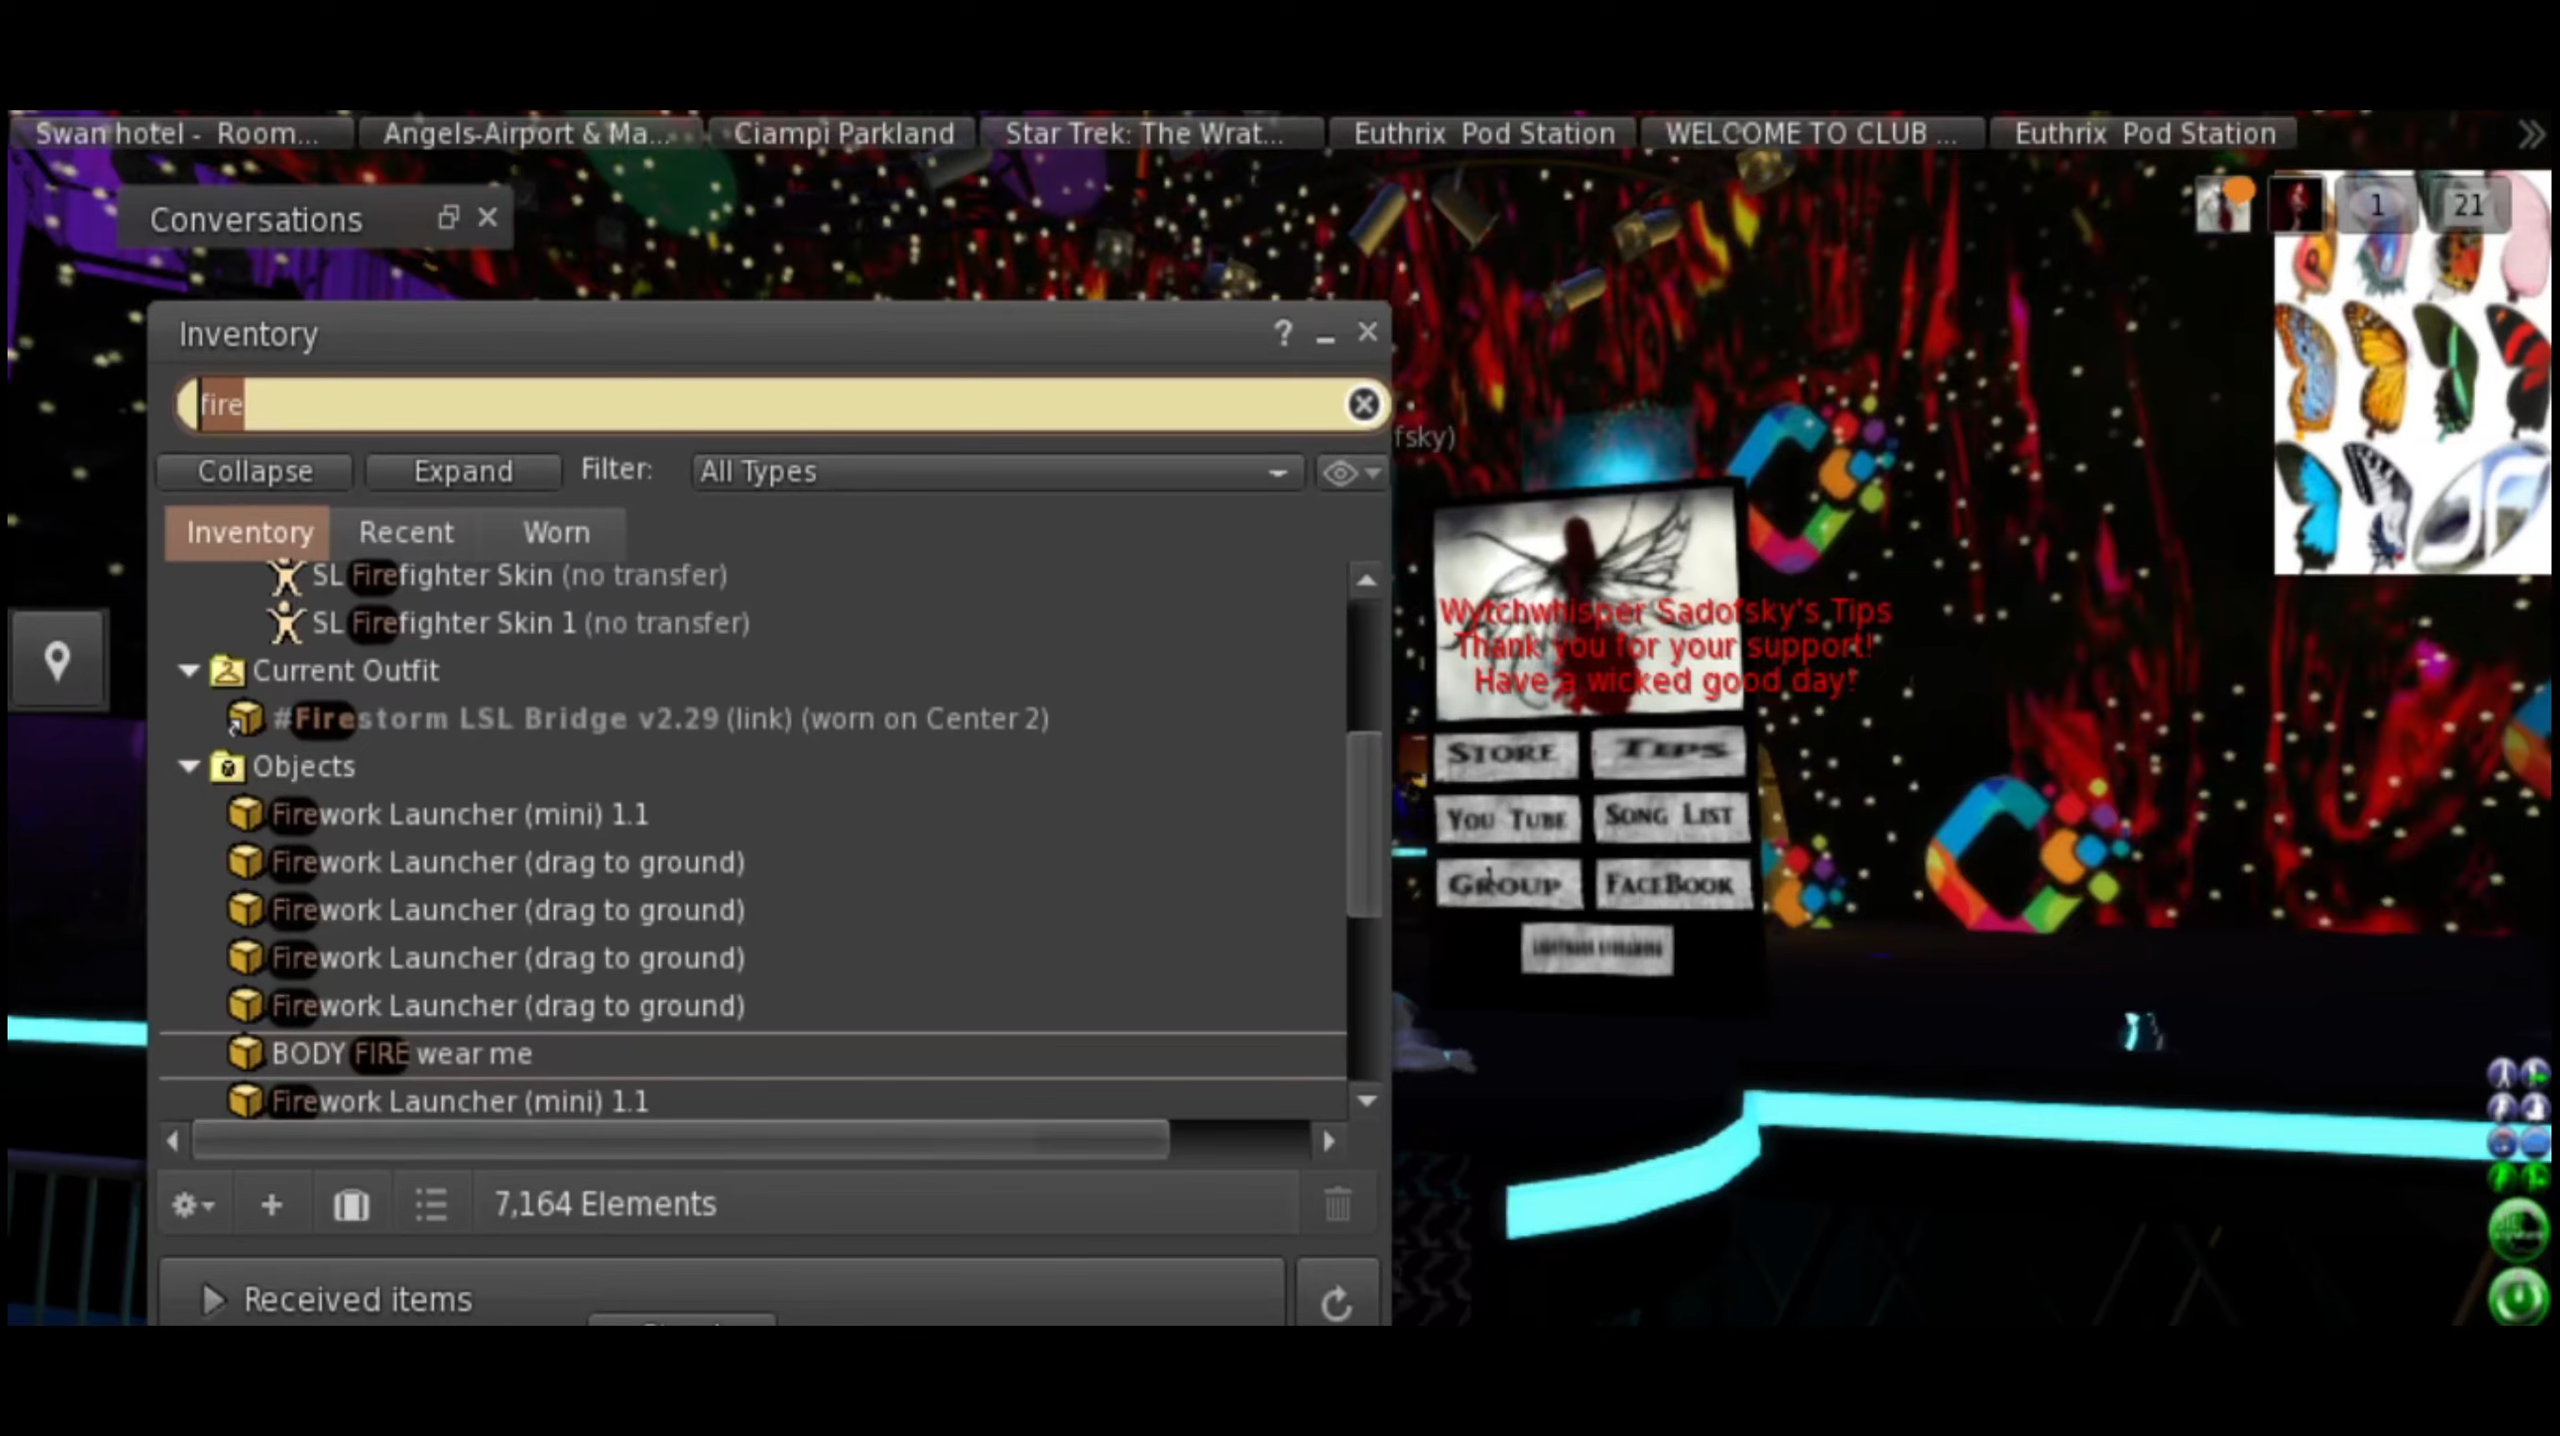 Swan hotel - Room...
Angels-Airport & Ma...
Ciampi Parkland
Star Trek: The Wrat...
Euthrix Pod Station
WELCOME TO CLUB ...
Euthrix Pod Station
Conversations
1
21
Inventory
fire
fsky)
Collapse
Expand
Filter:
All Types
Inventory
Recent
Worn
SL Firefighter Skin (no transfer)
SL Firefighter Skin 1 (no transfer)
Current Outfit
#Firestorm LSL Bridge v2.29 (link) (worn on Center 2)
Objects
Firework Launcher (mini) 1.1
Firework Launcher (drag to ground)
Firework Launcher (drag to ground)
Firework Launcher (drag to ground)
Firework Launcher (drag to ground)
BODY FIRE wear me
Firework Launcher (mini) 1.1
7,164 Elements
Received items
Wytchwhisper Sadofsky's Tips
Thank you for your support!
Have a wicked good day!
STORE
TIPS
YOU TUBE
SONG LIST
GROUP
FACEBOOK